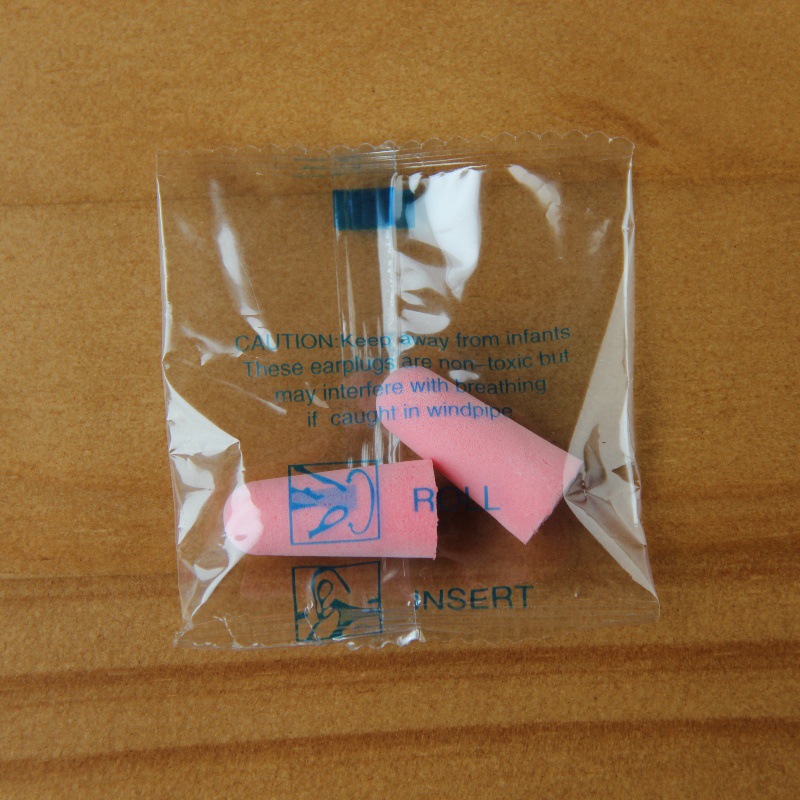 CAUTION:Keep away from infants.
These earplugs are non-toxic but
may interfere with breathing
if caught in windpipe
ROLL
INSERT